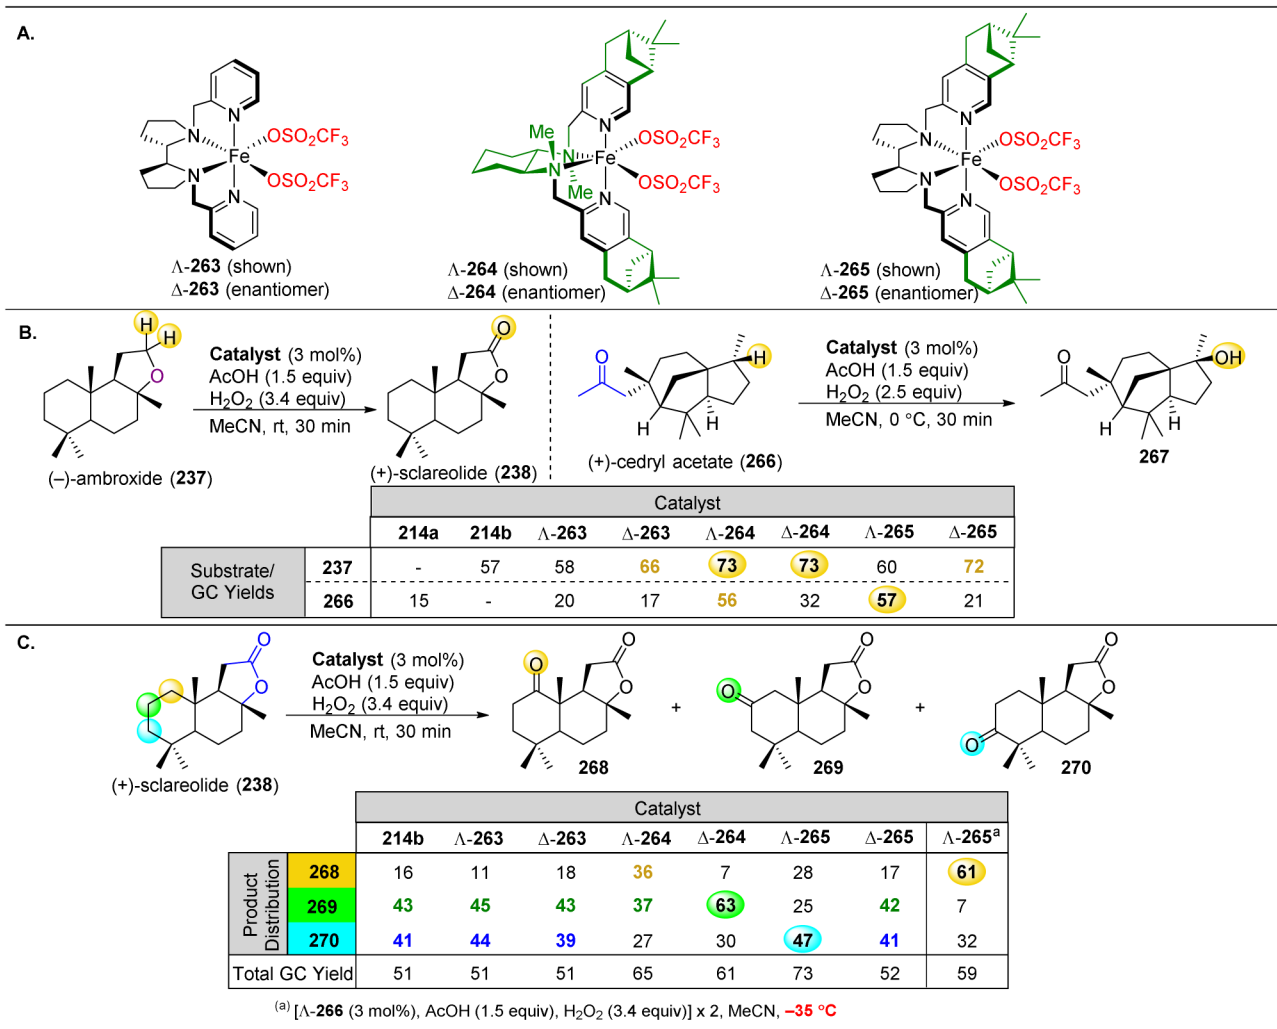 A.
N
N
N
N
Fe
OSO₂CF₃
OSO₂CF₃
Λ-263 (shown)
Δ-263 (enantiomer)
Me
N
N
N
N
Me
Fe
OSO₂CF₃
OSO₂CF₃
Λ-264 (shown)
Δ-264 (enantiomer)
N
N
N
N
Fe
OSO₂CF₃
OSO₂CF₃
Λ-265 (shown)
Δ-265 (enantiomer)
B.
H
H
O
(–)-ambroxide (237)
Catalyst (3 mol%)
AcOH (1.5 equiv)
H₂O₂ (3.4 equiv)
MeCN, rt, 30 min
O
O
(+)-sclareolide (238)
O
H
H
H
(+)-cedryl acetate (266)
Catalyst (3 mol%)
AcOH (1.5 equiv)
H₂O₂ (2.5 equiv)
MeCN, 0 °C, 30 min
O
OH
H
H
267
Catalyst
214a 214b Λ-263 Δ-263 Λ-264 Δ-264 Λ-265 Δ-265
Substrate/
GC Yields
237 - 57 58 66 73 73 60 72
266 15 - 20 17 56 32 57 21
C.
O
O
(+)-sclareolide (238)
Catalyst (3 mol%)
AcOH (1.5 equiv)
H₂O₂ (3.4 equiv)
MeCN, rt, 30 min
O
O
O
268
+
O
O
O
269
+
O
O
O
270
Catalyst
214b Λ-263 Δ-263 Λ-264 Δ-264 Λ-265 Δ-265 Λ-265ᵃ
Product
Distribution
268 16 11 18 36 7 28 17 61
269 43 45 43 37 63 25 42 7
270 41 44 39 27 30 47 41 32
Total GC Yield 51 51 51 65 61 73 52 59
⁽ᵃ⁾ [Λ-266 (3 mol%), AcOH (1.5 equiv), H₂O₂ (3.4 equiv)] x 2, MeCN, –35 °C